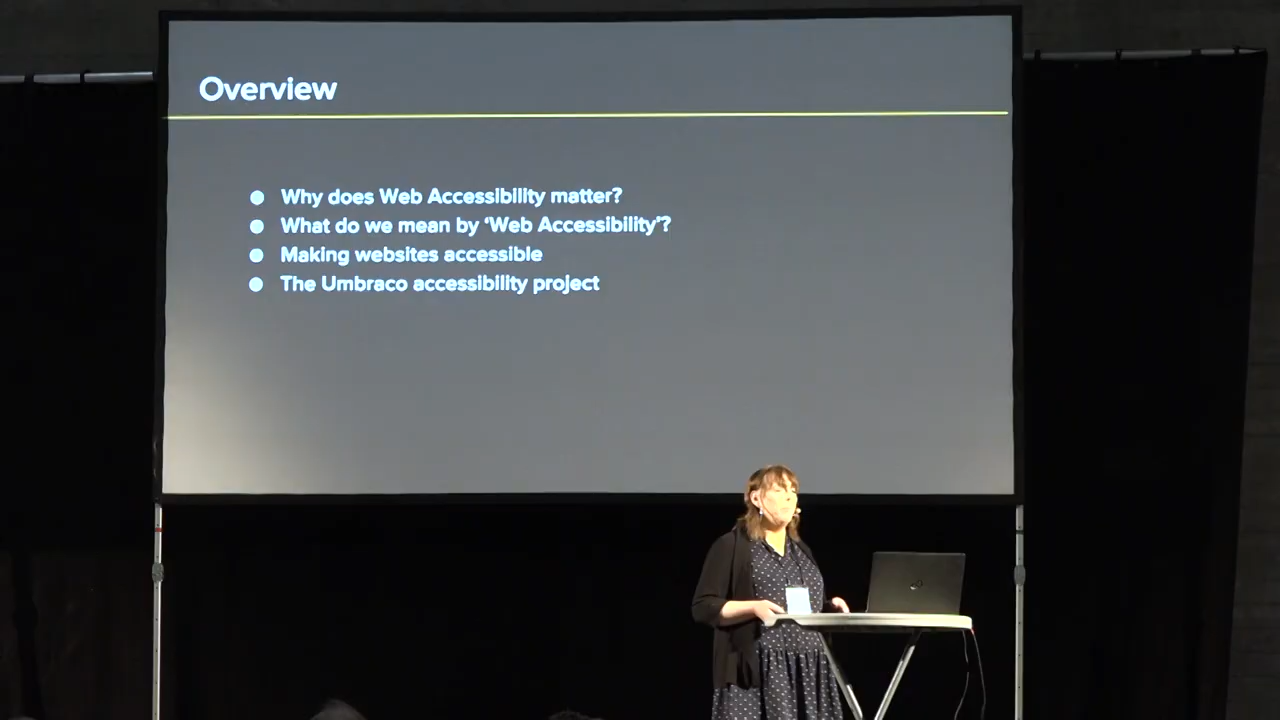 Overview
● Why does Web Accessibility matter?
● What do we mean by ‘Web Accessibility’?
● Making websites accessible
● The Umbraco accessibility project